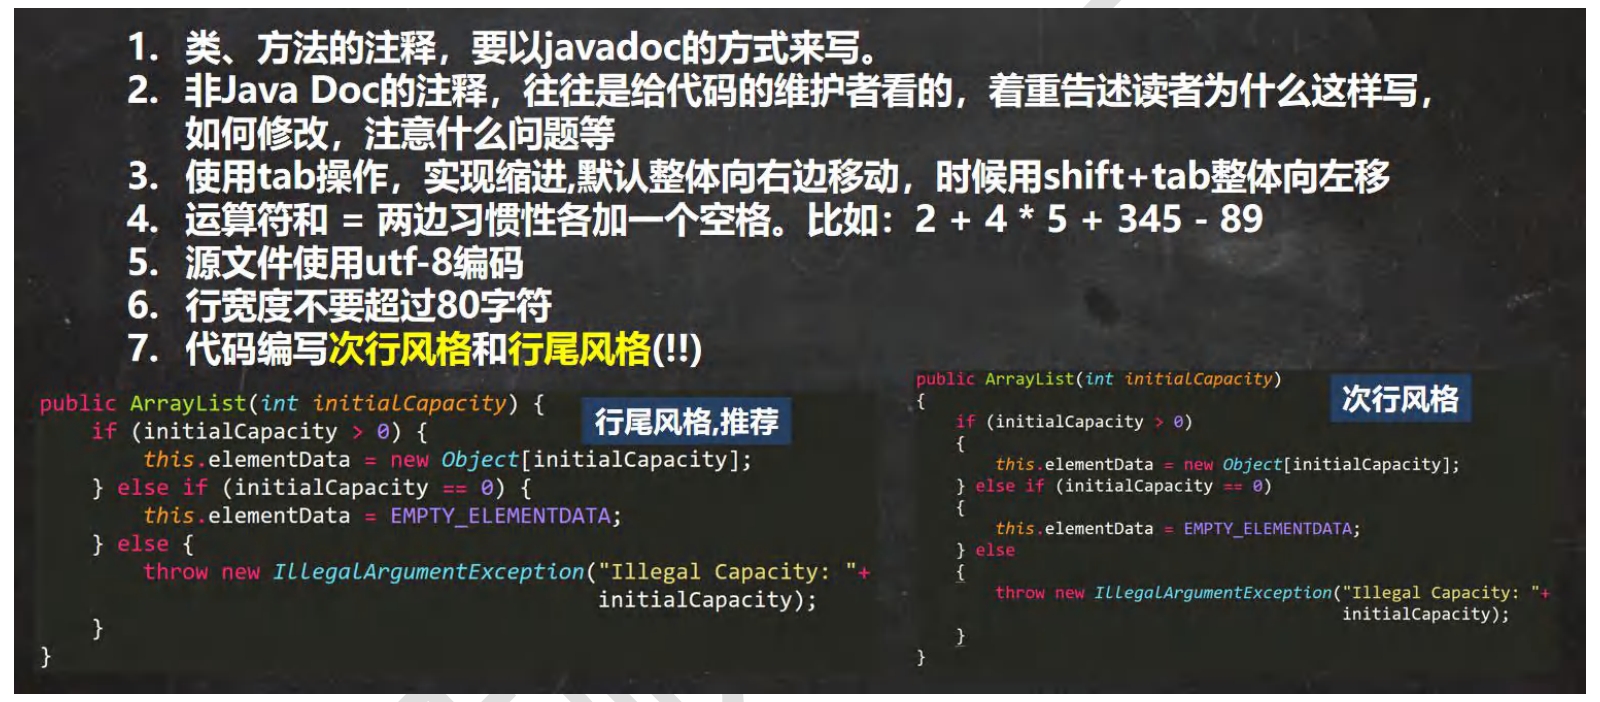 1. 类、方法的注释，要以javadoc的方式来写。
2. 非Java Doc的注释，往往是给代码的维护者看的，着重告述读者为什么这样写，
如何修改，注意什么问题等
3. 使用tab操作，实现缩进,默认整体向右边移动，时候用shift+tab整体向左移
4. 运算符和 = 两边习惯性各加一个空格。比如：2 + 4 * 5 + 345 - 89
5. 源文件使用utf-8编码
6. 行宽度不要超过80字符
7. 代码编写次行风格和行尾风格(!!)
public ArrayList(int initialCapacity) {
if (initialCapacity > 0) {
this.elementData = new Object[initialCapacity];
} else if (initialCapacity == 0) {
this.elementData = EMPTY_ELEMENTDATA;
} else {
throw new IllegalArgumentException("Illegal Capacity: "+
initialCapacity);
}
}
行尾风格,推荐
public ArrayList(int initialCapacity)
{
if (initialCapacity > 0)
{
this.elementData = new Object[initialCapacity];
} else if (initialCapacity == 0)
{
this.elementData = EMPTY_ELEMENTDATA;
} else
{
throw new IllegalArgumentException("Illegal Capacity: "+
initialCapacity);
}
}
次行风格